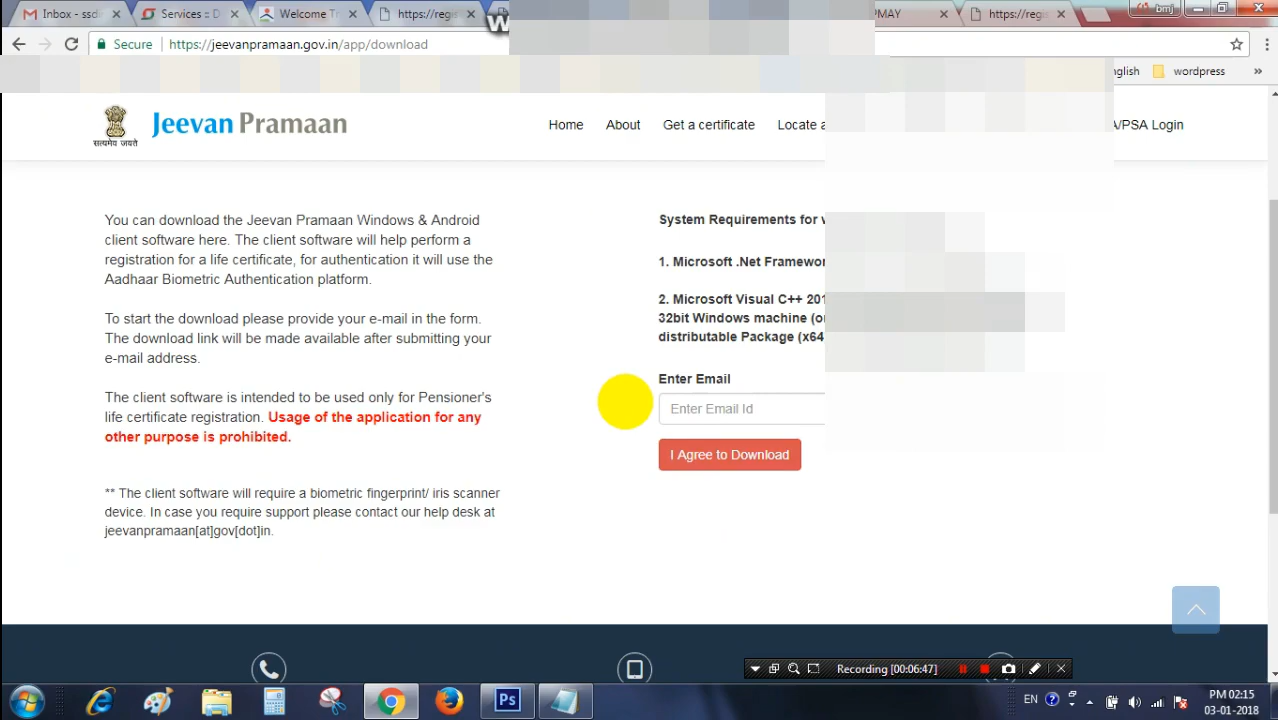 Inbox - ssd
Services :: D
Welcome T
https://regis
PMAY
https://regis
bmj
Secure
https://jeevanpramaan.gov.in/app/download
nglish
wordpress
»
सत्यमेव जयते
Jeevan Pramaan
Home
About
Get a certificate
Locate a
/PSA Login
You can download the Jeevan Pramaan Windows & Android
client software here. The client software will help perform a
registration for a life certificate, for authentication it will use the
Aadhaar Biometric Authentication platform.
To start the download please provide your e-mail in the form.
The download link will be made available after submitting your
e-mail address.
The client software is intended to be used only for Pensioner's
life certificate registration. Usage of the application for any
other purpose is prohibited.
** The client software will require a biometric fingerprint/ iris scanner
device. In case you require support please contact our help desk at
jeevanpramaan[at]gov[dot]in.
System Requirements for
1. Microsoft .Net Framewor
2. Microsoft Visual C++ 201
32bit Windows machine (o
distributable Package (x64
Enter Email
Enter Email Id
I Agree to Download
Recording [00:06:47]
Ps
EN
PM 02:15
03-01-2018